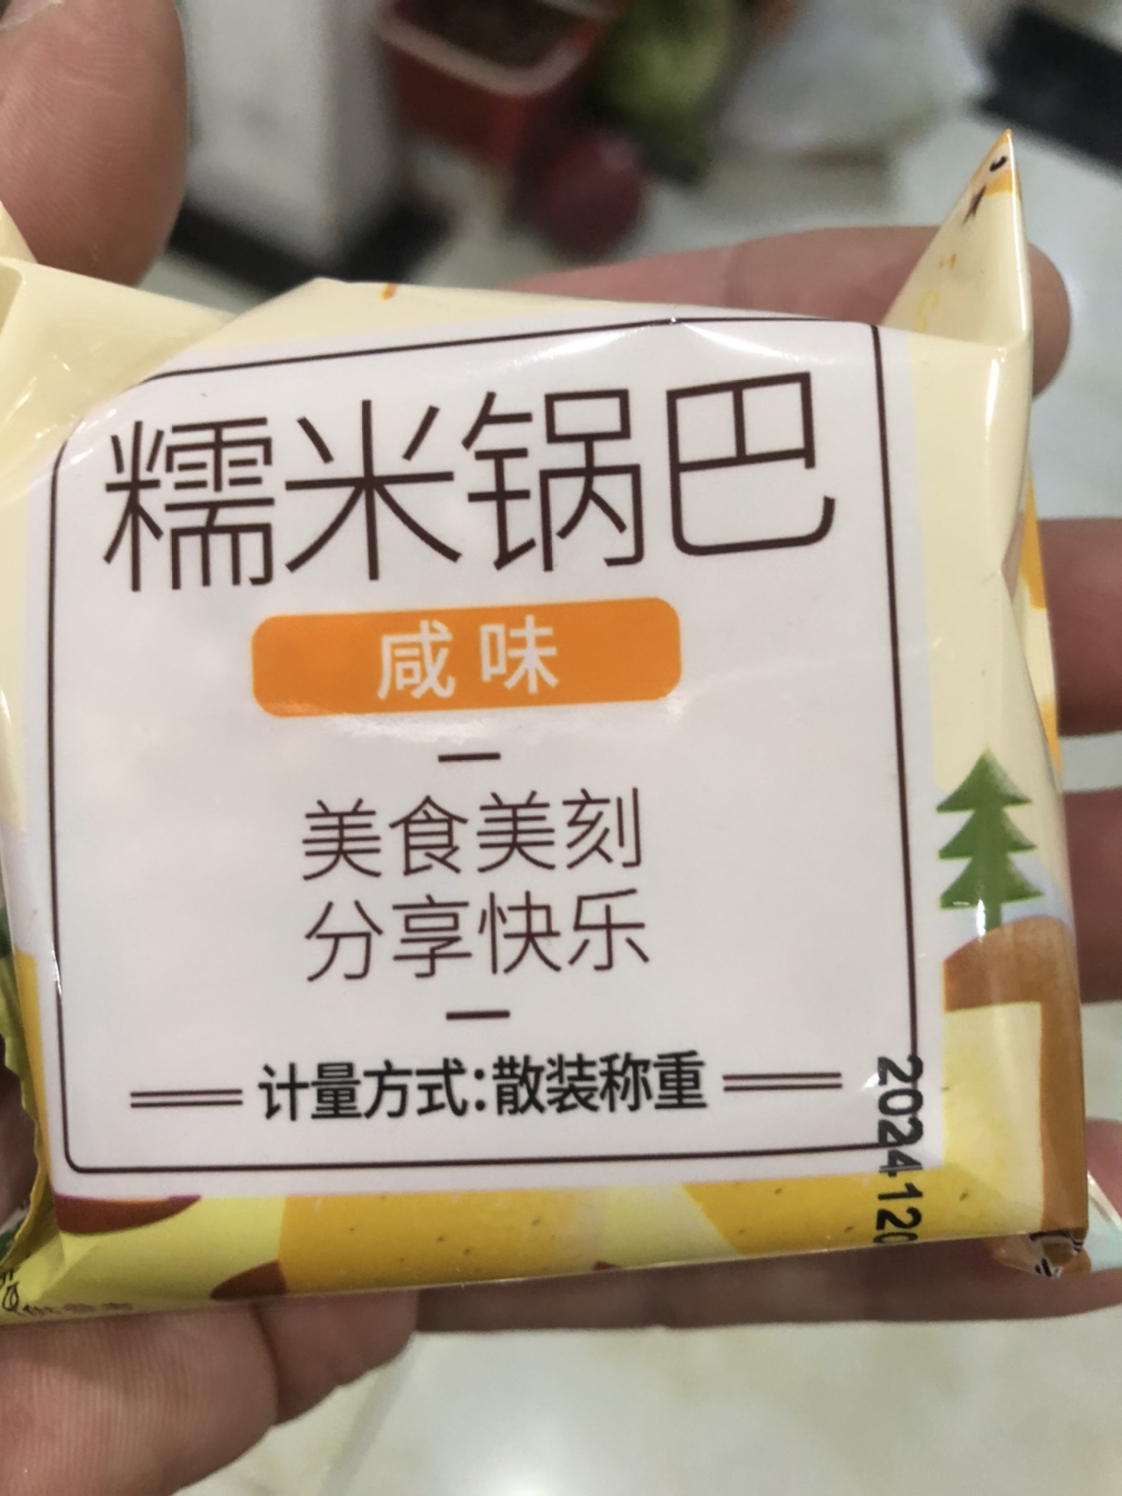 糯米锅巴
咸味
美食美刻
分享快乐
计量方式:散装称重
2024120